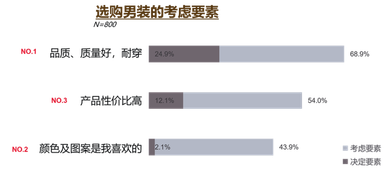 选购男装的考虑要素
N=800
NO.1 品质、质量好，耐穿 24.9% 68.9%
NO.3 产品性价比高 12.1% 54.0%
NO.2 颜色及图案是我喜欢的 2.1% 43.9%
考虑要素
决定要素